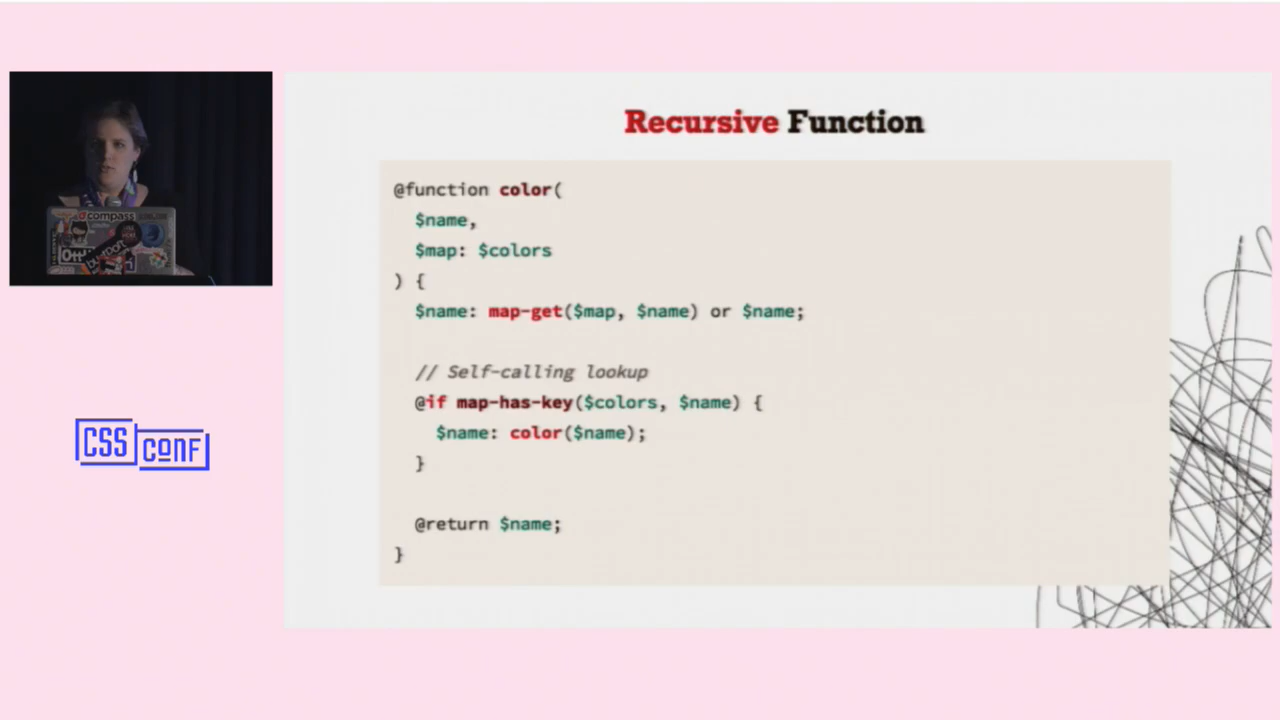 Recursive Function
@function color(
$name,
$map: $colors
) {
$name: map-get($map, $name) or $name;
// Self-calling lookup
@if map-has-key($colors, $name) {
$name: color($name);
}
@return $name;
}
compass
CSS
CONF